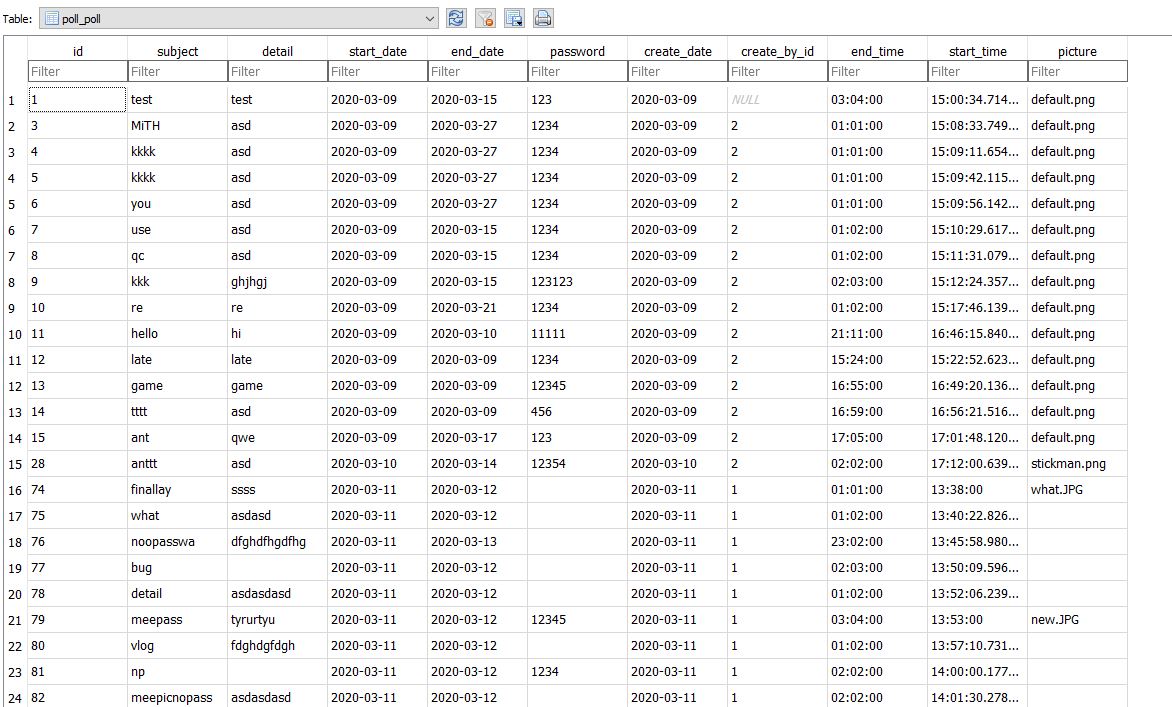 Table: poll_poll
id subject detail start_date end_date password create_date create_by_id end_time start_time picture
Filter Filter Filter Filter Filter Filter Filter Filter Filter Filter Filter
1 1 test test 2020-03-09 2020-03-15 123 2020-03-09 NULL 03:04:00 15:00:34.714... default.png
2 3 MiTH asd 2020-03-09 2020-03-27 1234 2020-03-09 2 01:01:00 15:08:33.749... default.png
3 4 kkkk asd 2020-03-09 2020-03-27 1234 2020-03-09 2 01:01:00 15:09:11.654... default.png
4 5 kkkk asd 2020-03-09 2020-03-27 1234 2020-03-09 2 01:01:00 15:09:42.115... default.png
5 6 you asd 2020-03-09 2020-03-27 1234 2020-03-09 2 01:01:00 15:09:56.142... default.png
6 7 use asd 2020-03-09 2020-03-15 1234 2020-03-09 2 01:02:00 15:10:29.617... default.png
7 8 qc asd 2020-03-09 2020-03-15 1234 2020-03-09 2 01:02:00 15:11:31.079... default.png
8 9 kkk ghjhgj 2020-03-09 2020-03-15 123123 2020-03-09 2 02:03:00 15:12:24.357... default.png
9 10 re re 2020-03-09 2020-03-21 1234 2020-03-09 2 01:02:00 15:17:46.139... default.png
10 11 hello hi 2020-03-09 2020-03-10 11111 2020-03-09 2 21:11:00 16:46:15.840... default.png
11 12 late late 2020-03-09 2020-03-09 1234 2020-03-09 2 15:24:00 15:22:52.623... default.png
12 13 game game 2020-03-09 2020-03-09 12345 2020-03-09 2 16:55:00 16:49:20.136... default.png
13 14 tttt asd 2020-03-09 2020-03-09 456 2020-03-09 2 16:59:00 16:56:21.516... default.png
14 15 ant qwe 2020-03-09 2020-03-17 123 2020-03-09 2 17:05:00 17:01:48.120... default.png
15 28 anttt asd 2020-03-10 2020-03-14 12354 2020-03-10 2 02:02:00 17:12:00.639... stickman.png
16 74 finallay ssss 2020-03-11 2020-03-12 2020-03-11 1 01:01:00 13:38:00 what.JPG
17 75 what asdasd 2020-03-11 2020-03-12 2020-03-11 1 01:02:00 13:40:22.826...
18 76 noopasswa dfghdfhgdfhg 2020-03-11 2020-03-13 2020-03-11 1 23:02:00 13:45:58.980...
19 77 bug 2020-03-11 2020-03-12 2020-03-11 1 02:03:00 13:50:09.596...
20 78 detail asdasdasd 2020-03-11 2020-03-12 2020-03-11 1 01:02:00 13:52:06.239...
21 79 meepass tyrurtyu 2020-03-11 2020-03-12 12345 2020-03-11 1 03:04:00 13:53:00 new.JPG
22 80 vlog fdghdgfdgh 2020-03-11 2020-03-12 2020-03-11 1 01:02:00 13:57:10.731...
23 81 np 2020-03-11 2020-03-12 1234 2020-03-11 1 02:02:00 14:00:00.177...
24 82 meepicnopass asdasdasd 2020-03-11 2020-03-12 2020-03-11 1 02:02:00 14:01:30.278...